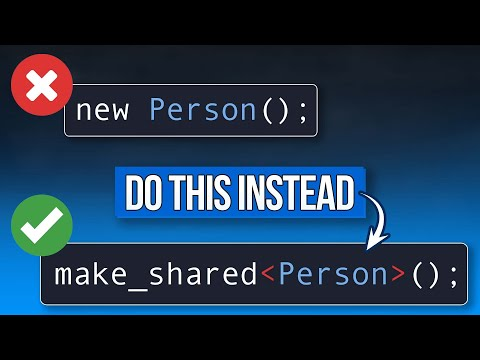 new Person();
DO THIS INSTEAD
make_shared<Person>();